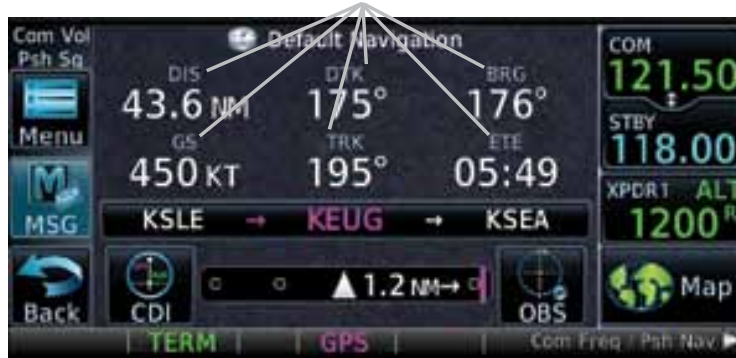 Com Vol
Psh Sq
Default Navigation
COM
121.50
DIS
DTK
BRG
43.6 NM
175°
176°
Menu
STBY
118.00
GS
TRK
ETE
450 KT
195°
05:49
MSG
XPDR1 ALT
1200 R
KSLE → KEUG → KSEA
Back
CDI
1.2 NM→
OBS
Map
TERM
GPS
Com Freq / Psh Nav